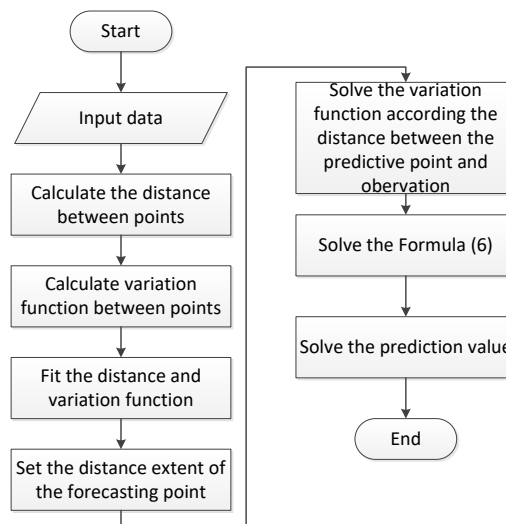 Start
Input data
Calculate the distance
between points
Calculate variation
function between points
Fit the distance and
variation function
Set the distance extent of
the forecasting point
Solve the variation
function according the
distance between the
predictive point and
obervation
Solve the Formula (6)
Solve the prediction value
End